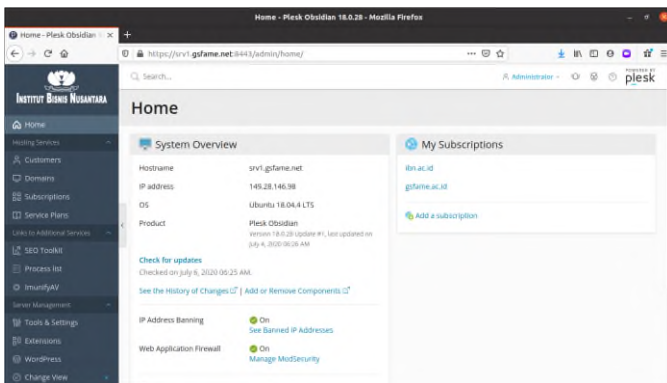 Home - Plesk Obsidian 18.0.28 - Mozilla Firefox
Home - Plesk Obsidian
https://srv1.gsfame.net:8443/admin/home/
INSTITUT BISNIS NUSANTARA
Search...
Administrator
POWERED BY
plesk
Home
Hosting Services
Customers
Domains
Subscriptions
Service Plans
Links to Additional Services
SEO Toolkit
Process list
ImunifyAV
Server Management
Tools & Settings
Extensions
WordPress
Change View
Home
System Overview
Hostname srv1.gsfame.net
IP address 149.28.146.98
OS Ubuntu 18.04.4 LTS
Product Plesk Obsidian
Version 18.0.28 Update #1, last updated on
July 4, 2020 06:26 AM
Check for updates
Checked on July 6, 2020 06:25 AM.
See the History of Changes | Add or Remove Components
IP Address Banning On
See Banned IP Addresses
Web Application Firewall On
Manage ModSecurity
My Subscriptions
ibn.ac.id
gsfame.ac.id
Add a subscription